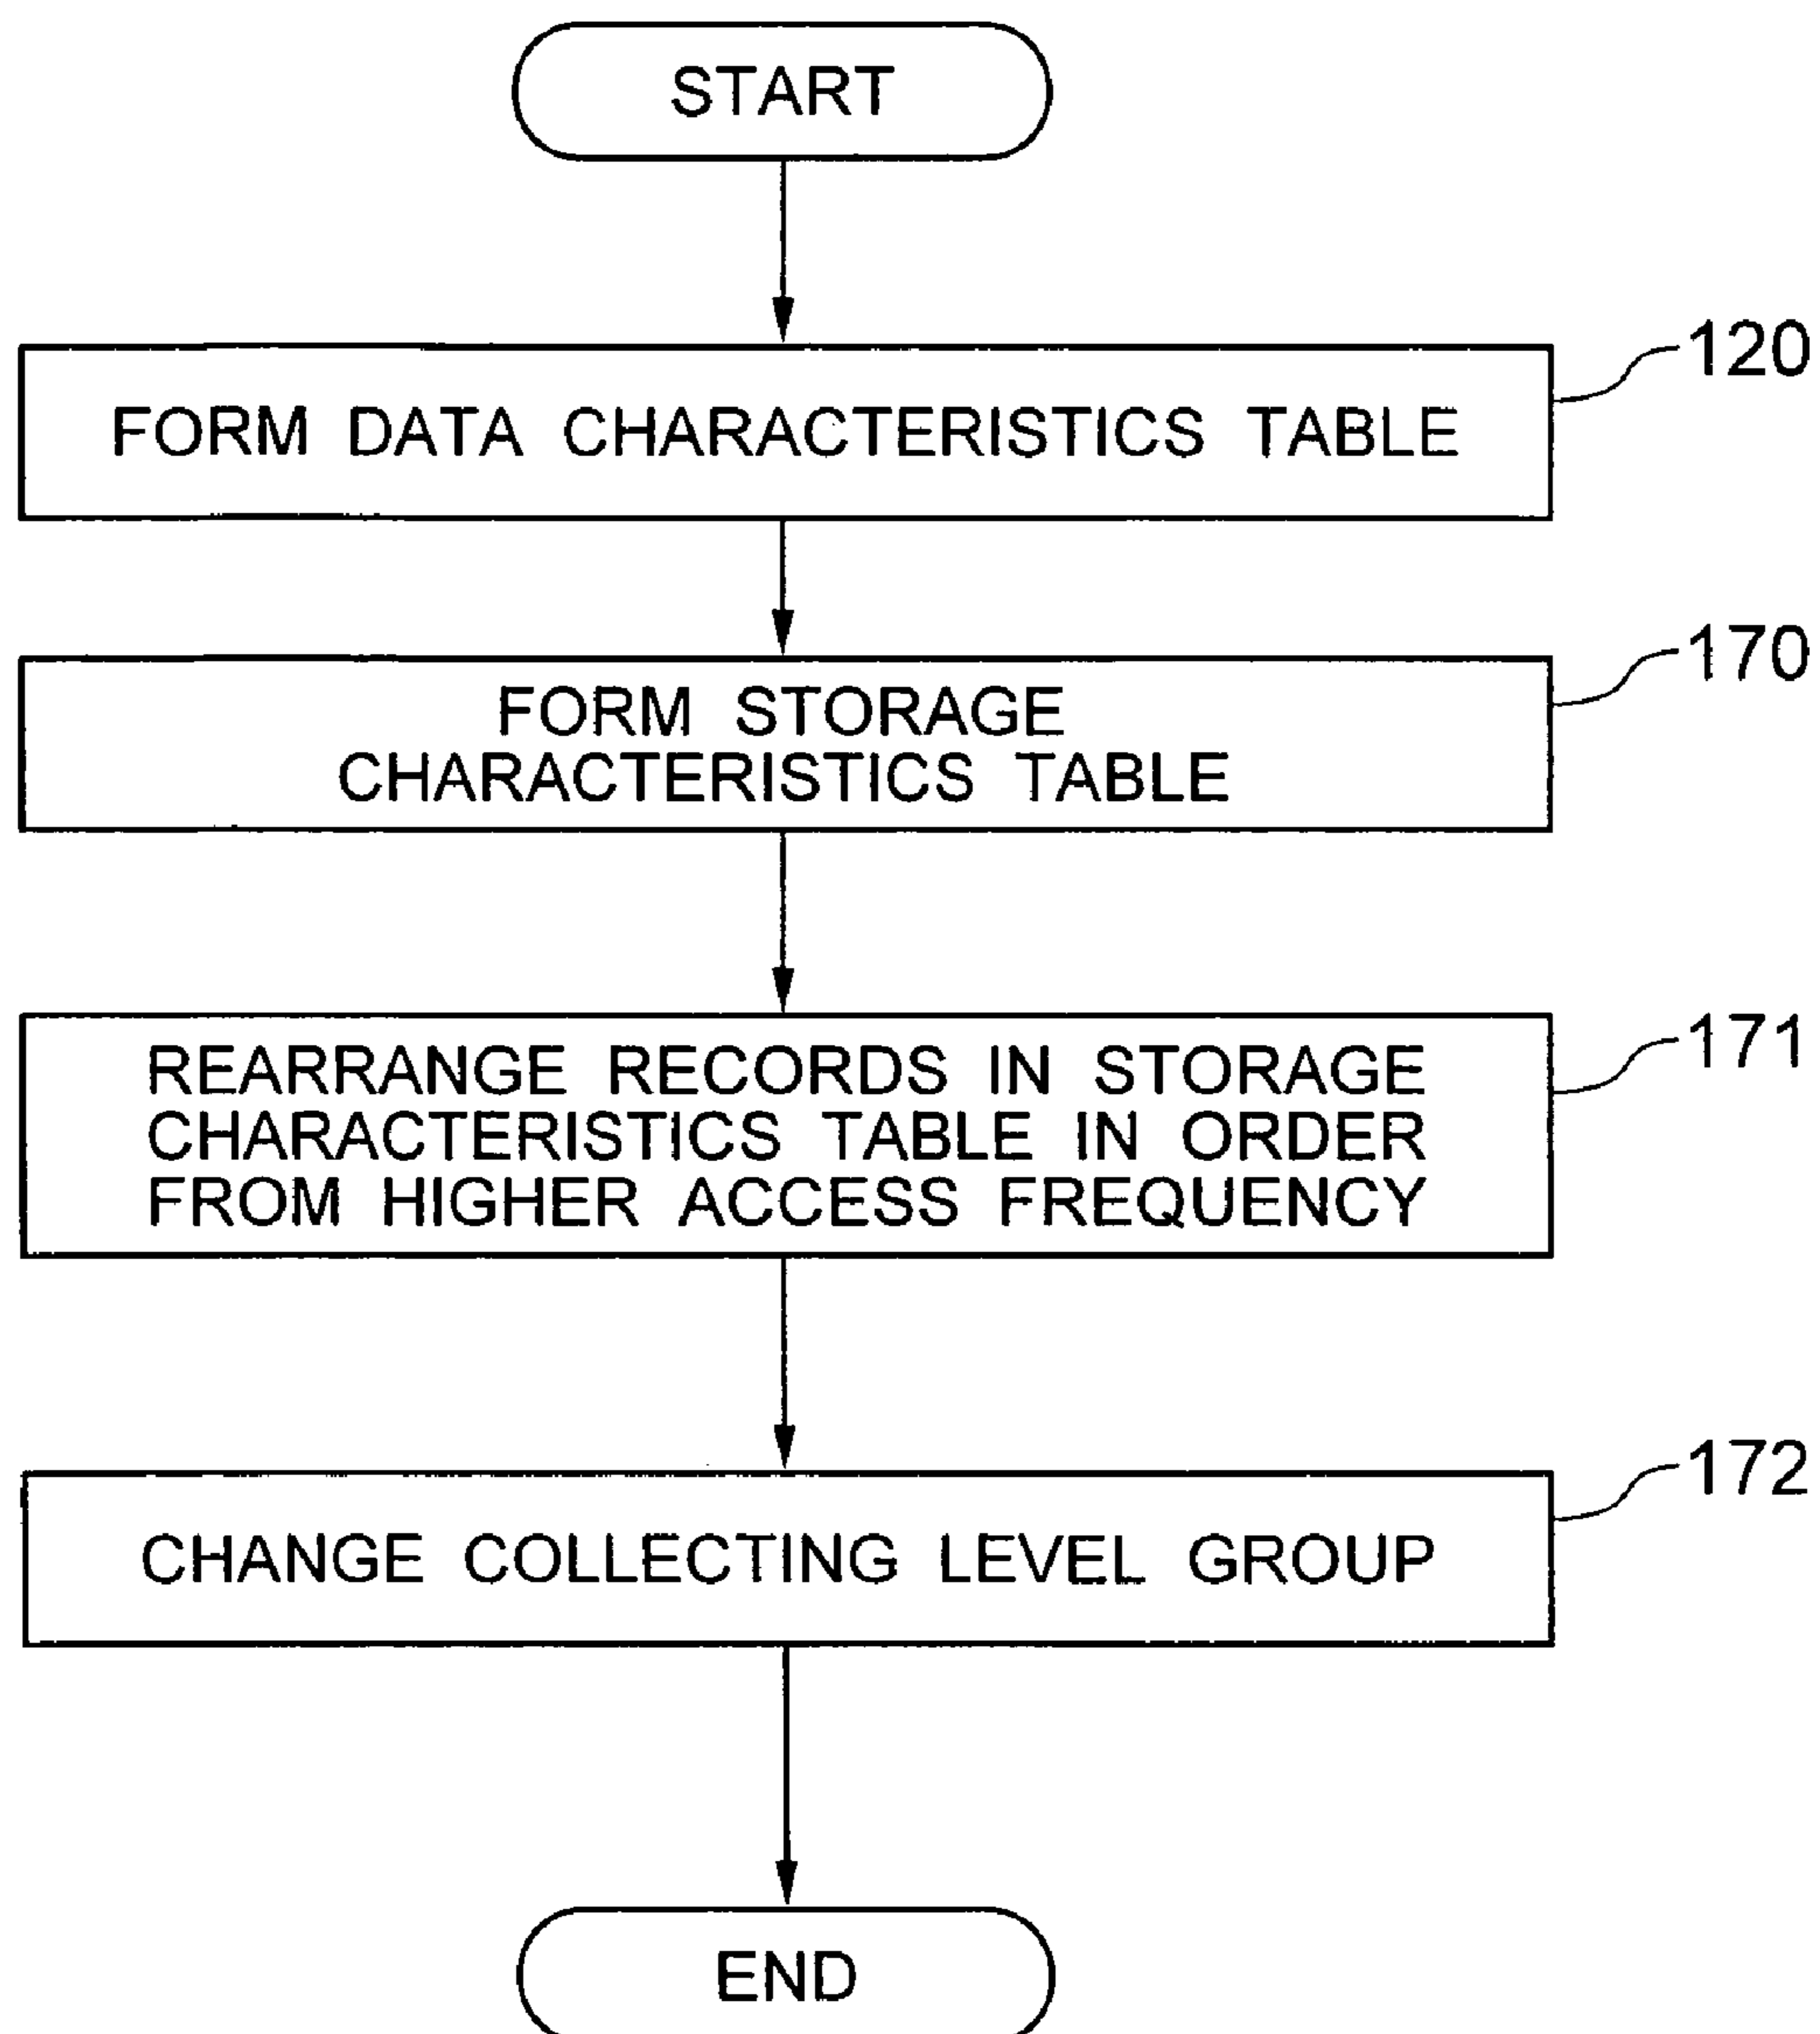 START
120
FORM DATA CHARACTERISTICS TABLE
170
FORM STORAGE
CHARACTERISTICS TABLE
171
REARRANGE RECORDS IN STORAGE
CHARACTERISTICS TABLE IN ORDER
FROM HIGHER ACCESS FREQUENCY
172
CHANGE COLLECTING LEVEL GROUP
END